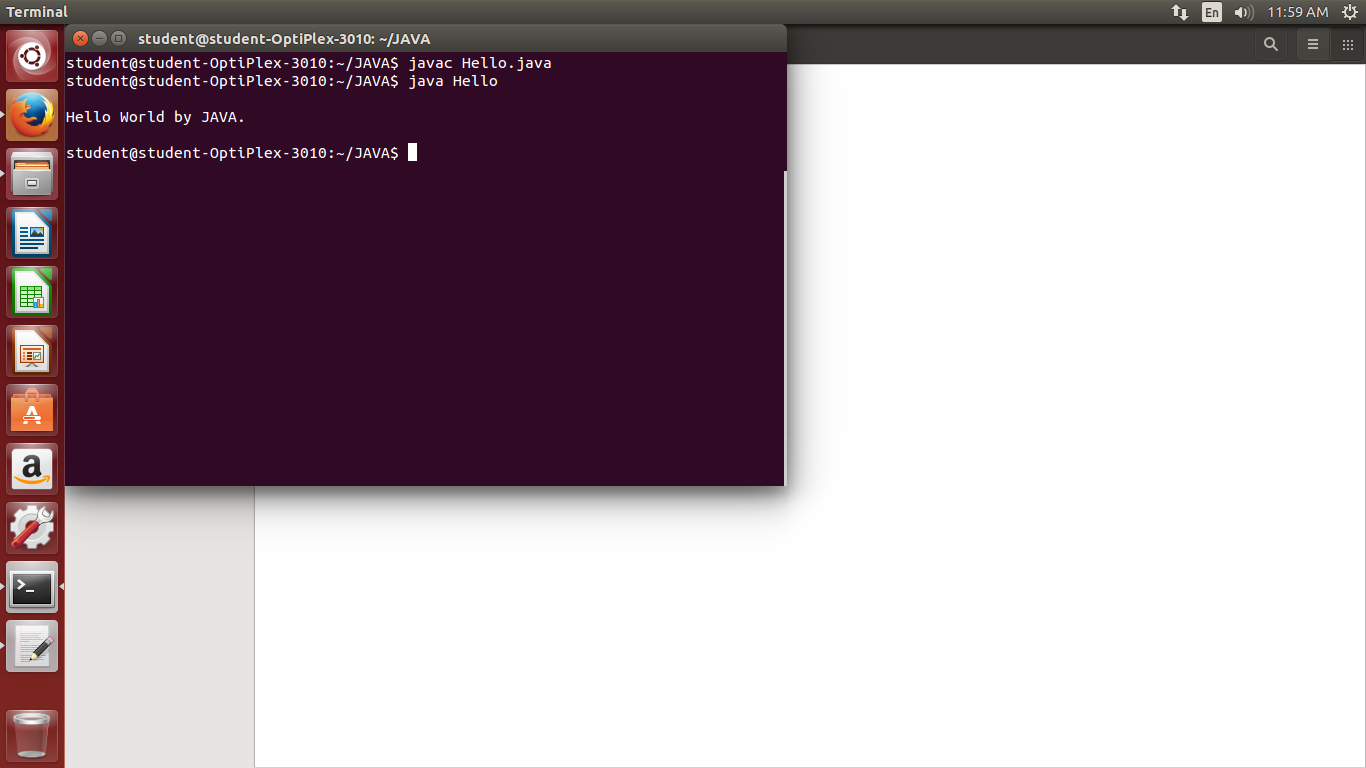 Terminal
En
11:59 AM
student@student-OptiPlex-3010: ~/JAVA
student@student-OptiPlex-3010:~/JAVA$ javac Hello.java
student@student-OptiPlex-3010:~/JAVA$ java Hello
Hello World by JAVA.
student@student-OptiPlex-3010:~/JAVA$